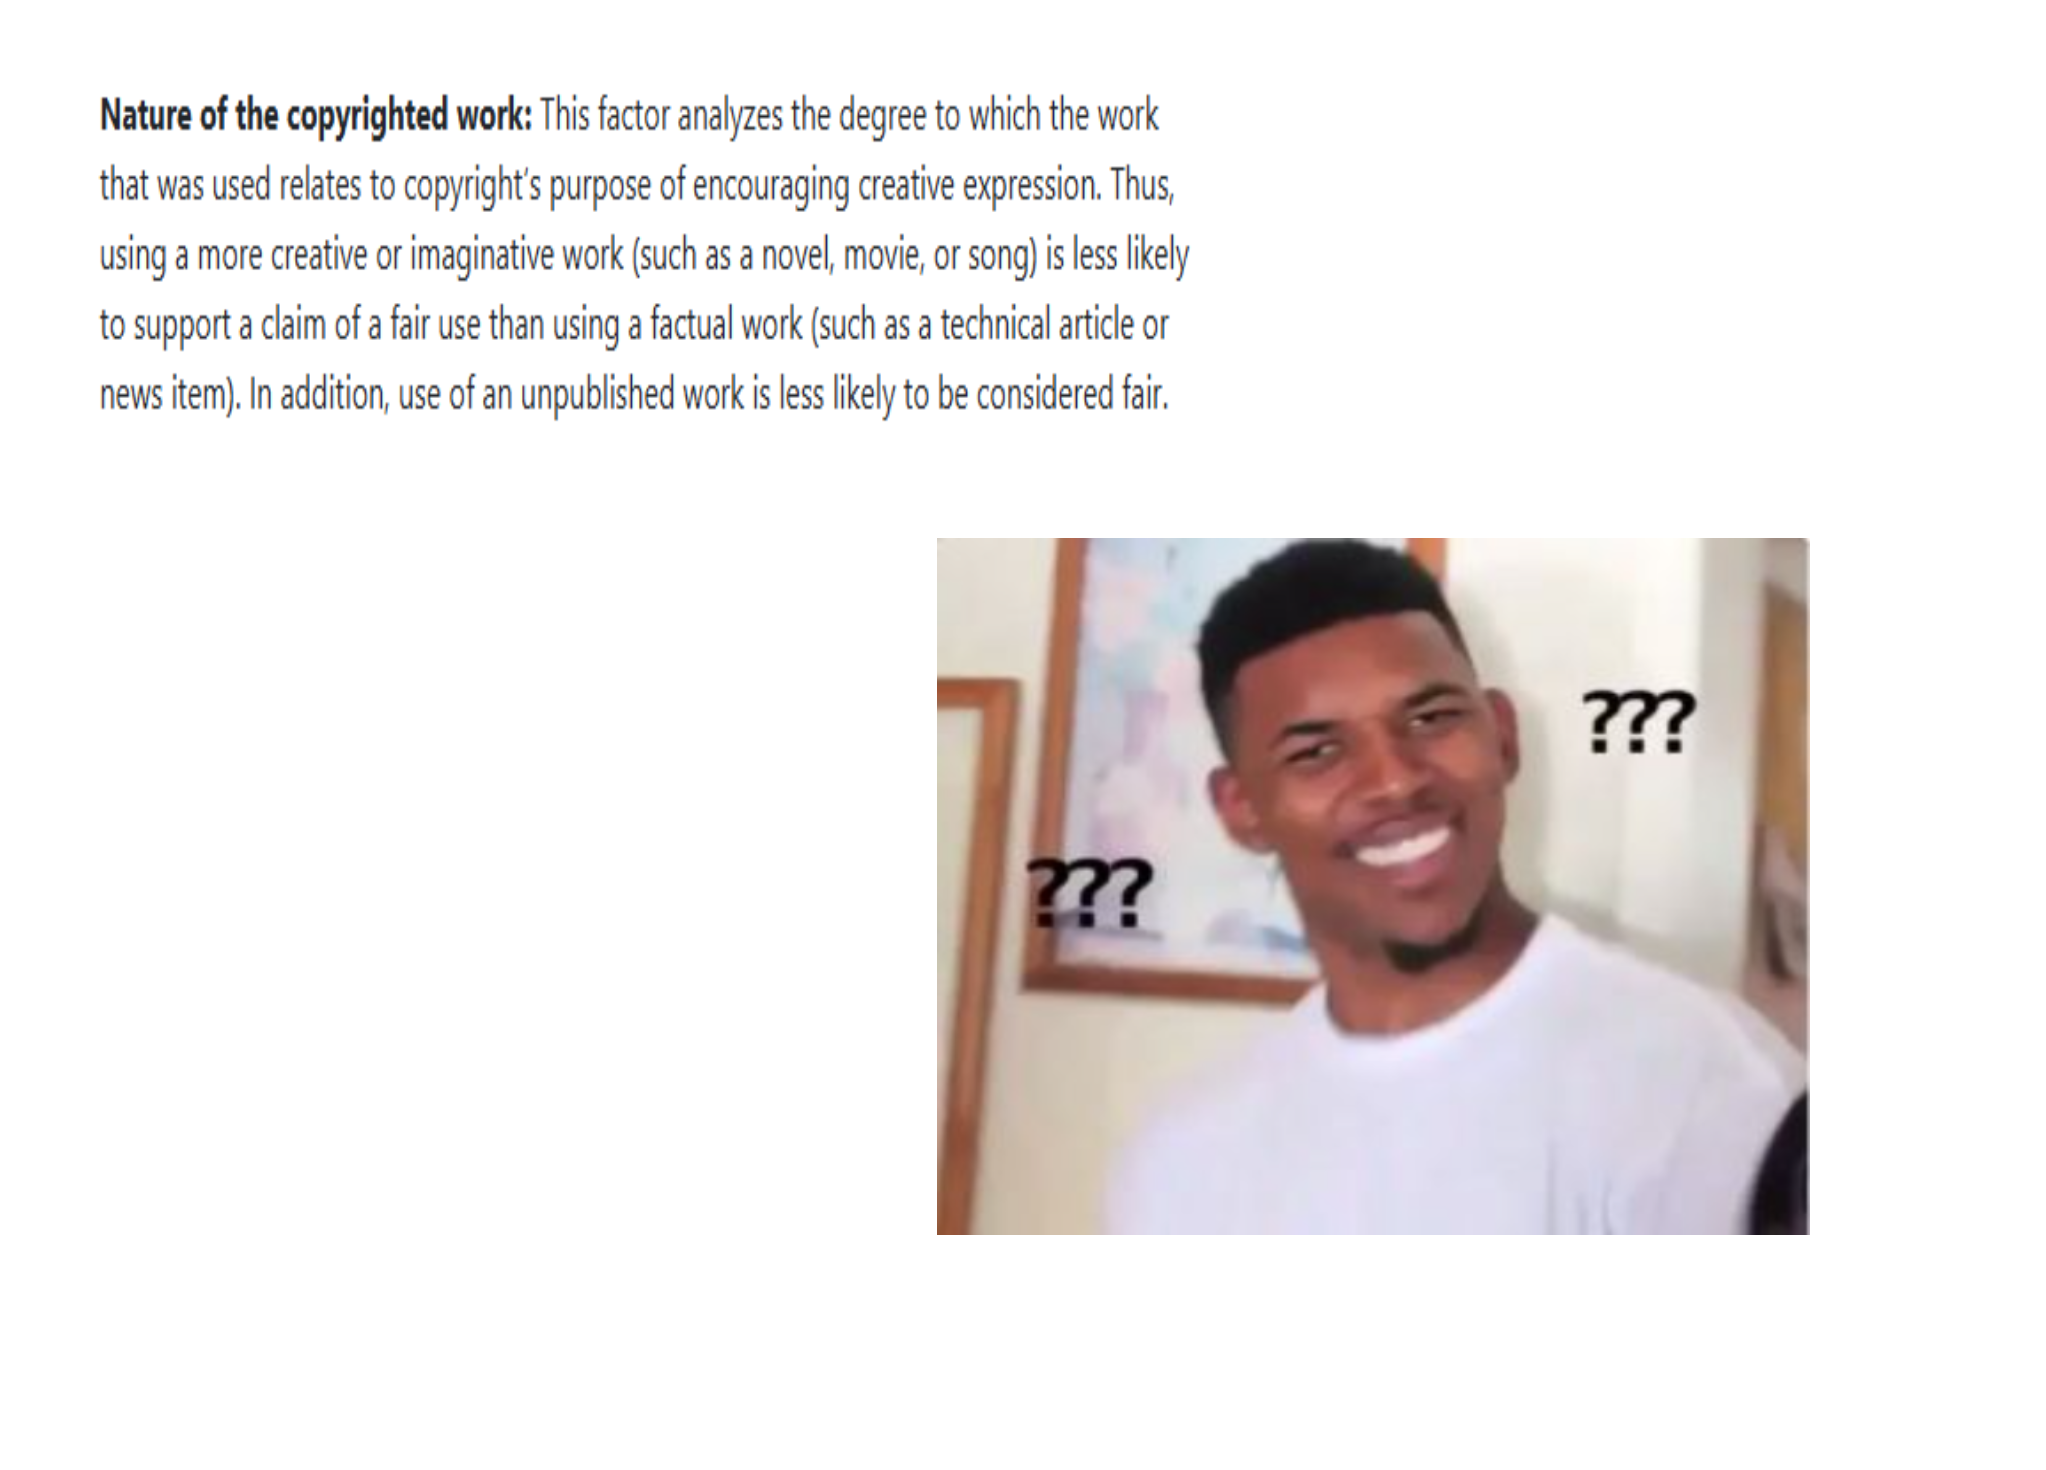 Nature of the copyrighted work: This factor analyzes the degree to which the work
that was used relates to copyright’s purpose of encouraging creative expression. Thus,
using a more creative or imaginative work (such as a novel, movie, or song) is less likely
to support a claim of a fair use than using a factual work (such as a technical article or
news item). In addition, use of an unpublished work is less likely to be considered fair.
???
???